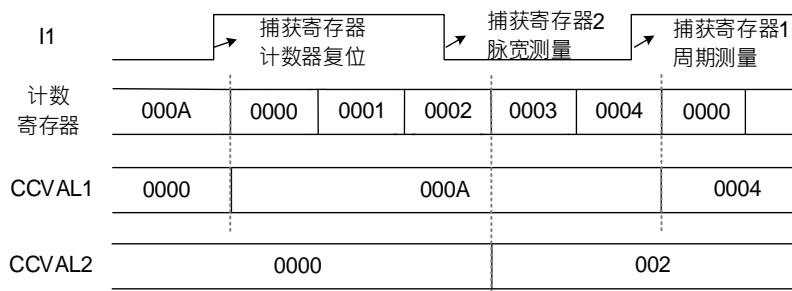 I1
捕获寄存器
计数器复位
捕获寄存器2
脉宽测量
捕获寄存器1
周期测量
计数
寄存器
000A 0000 0001 0002 0003 0004 0000
CCVAL1 0000 000A 0004
CCVAL2 0000 002